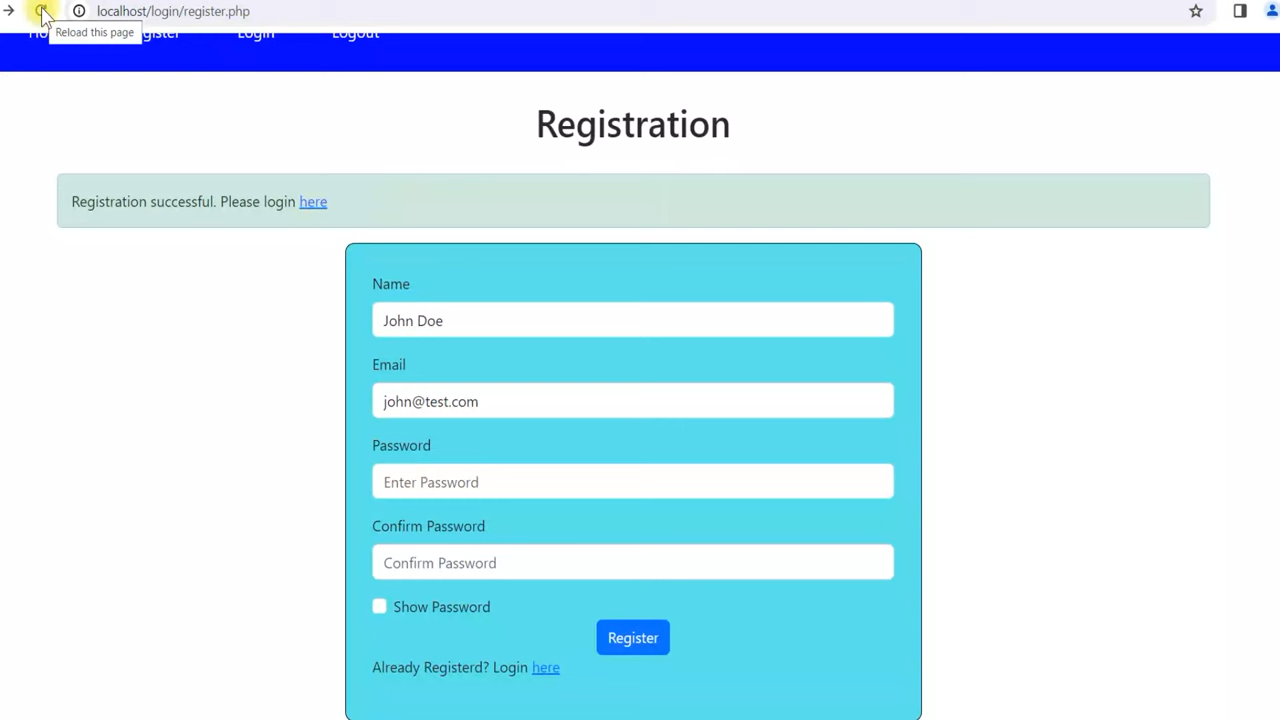 localhost/login/register.php
Reload this page
Login
Logout
Registration
Registration successful. Please login here
Name
John Doe
Email
john@test.com
Password
Enter Password
Confirm Password
Confirm Password
Show Password
Register
Already Registerd? Login here